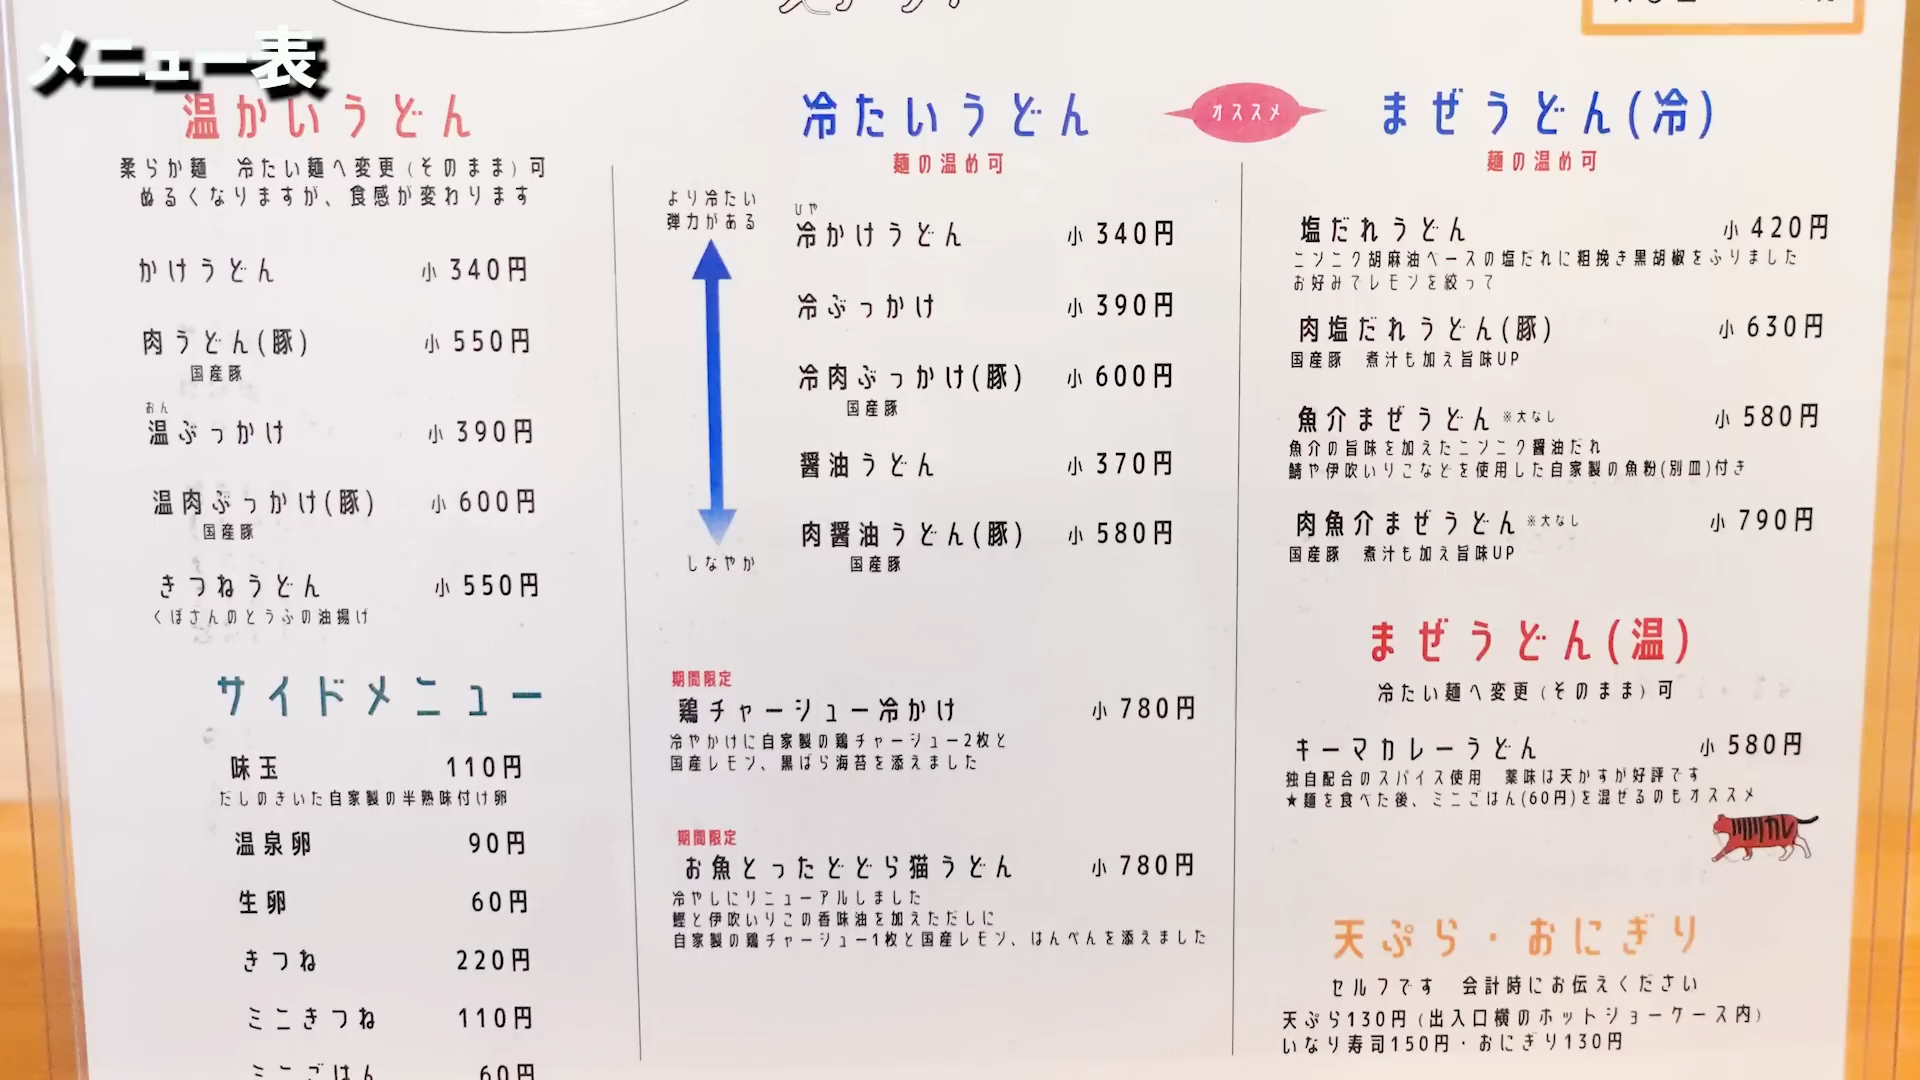 メニュー表
温かいうどん
柔らか麺 冷たい麺へ変更(そのまま)可
ぬるくなりますが、食感が変わります
かけうどん 小340円
肉うどん(豚) 小550円
国産豚
おん
温ぶっかけ 小390円
温肉ぶっかけ(豚) 小600円
国産豚
きつねうどん 小550円
くぼさんのとうふの油揚げ
サイドメニュー
味玉 110円
だしのきいた自家製の半熟味付け卵
温泉卵 90円
生卵 60円
きつね 220円
ミニきつね 110円
ミニごはん 60円
冷たいうどん
麺の温め可
より冷たい
弾力がある
しなやか
ひや
冷かけうどん 小340円
冷ぶっかけ 小390円
冷肉ぶっかけ(豚) 小600円
国産豚
醤油うどん 小370円
肉醤油うどん(豚) 小580円
国産豚
期間限定
鶏チャーシュー冷かけ 小780円
冷やかけに自家製の鶏チャーシュー2枚と
国産レモン、黒ばら海苔を添えました
期間限定
お魚とったどどら猫うどん 小780円
冷やしにリニューアルしました
鰹と伊吹いりこの香味油を加えただしに
自家製の鶏チャーシュー1枚と国産レモン、はんぺんを添えました
オススメ
まぜうどん(冷)
麺の温め可
塩だれうどん 小420円
ニンニク胡麻油ベースの塩だれに粗挽き黒胡椒をふりました
お好みでレモンを絞って
肉塩だれうどん(豚) 小630円
国産豚 煮汁も加え旨味UP
魚介まぜうどん ※大なし 小580円
魚介の旨味を加えたニンニク醤油だれ
鯖や伊吹いりこなどを使用した自家製の魚粉(別皿)付き
肉魚介まぜうどん ※大なし 小790円
国産豚 煮汁も加え旨味UP
まぜうどん(温)
冷たい麺へ変更(そのまま)可
キーマカレーうどん 小580円
独自配合のスパイス使用 薬味は天かすが好評です
★麺を食べた後、ミニごはん(60円)を混ぜるのもオススメ
天ぷら・おにぎり
セルフです 会計時にお伝えください
天ぷら130円(出入口横のホットショーケース内)
いなり寿司150円・おにぎり130円